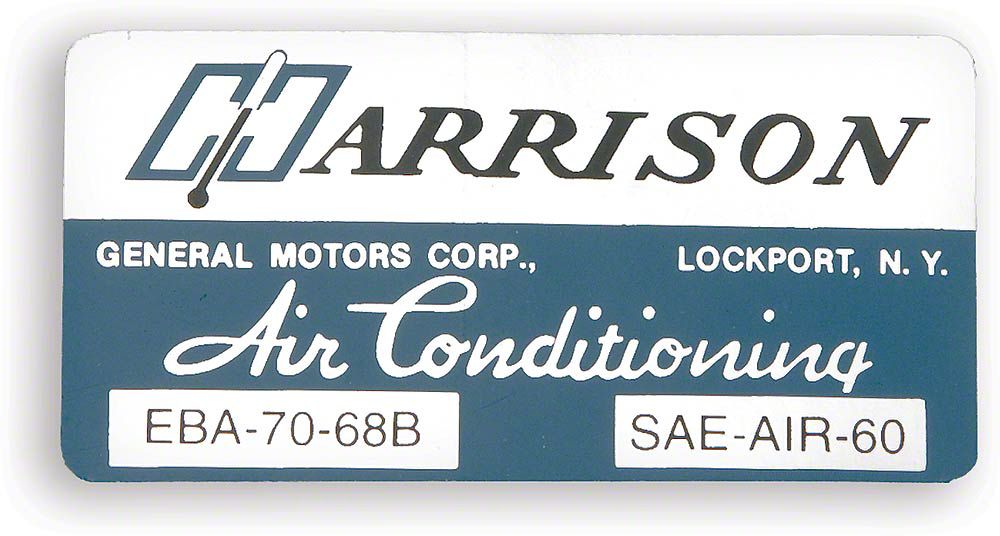 HARRISON
GENERAL MOTORS CORP., LOCKPORT, N. Y.
Air Conditioning
EBA-70-68B SAE-AIR-60